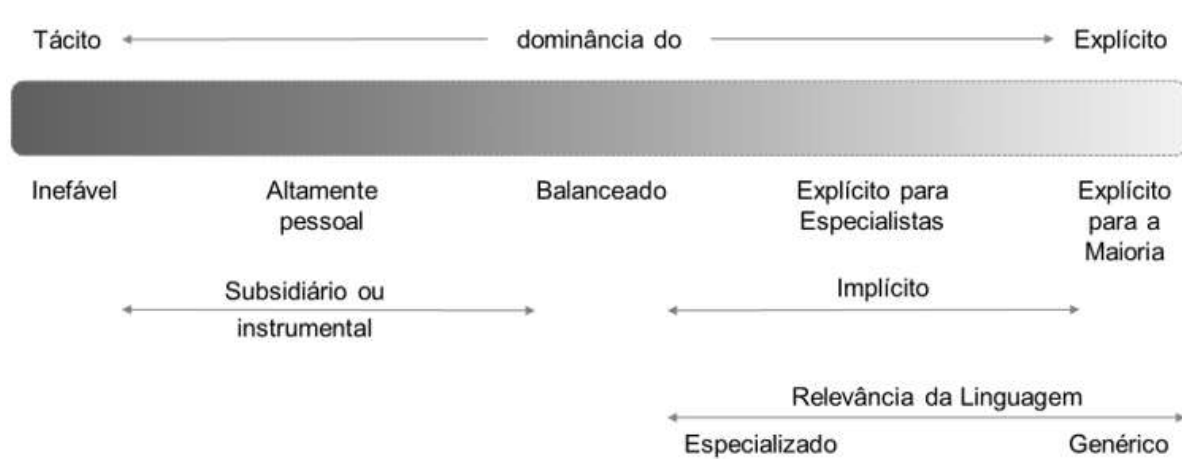 Tácito dominância do Explícito
Inefável Altamente pessoal Balanceado Explícito para Especialistas Explícito para a Maioria
Subsidiário ou instrumental Implícito
Relevância da Linguagem
Especializado Genérico